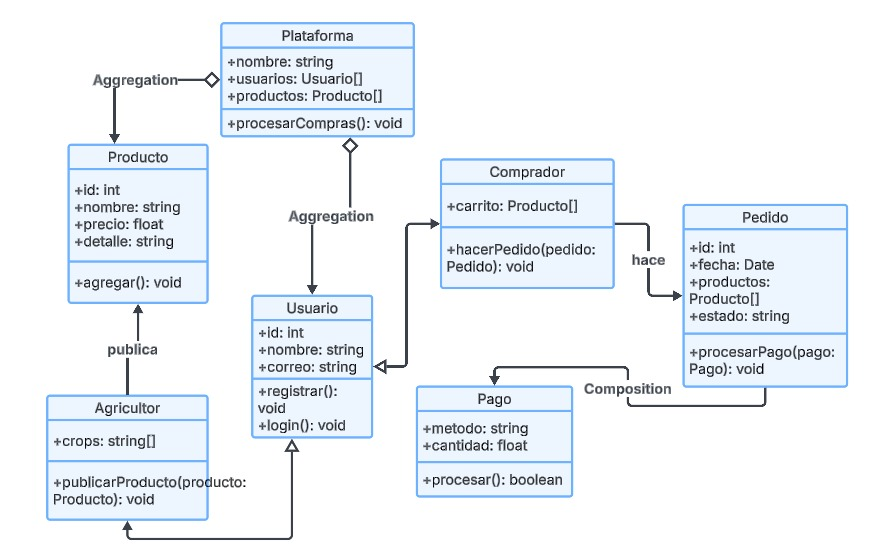 Plataforma
+nombre: string
+usuarios: Usuario[]
+productos: Producto[]
+procesarCompras(): void
Aggregation
Producto
+id: int
+nombre: string
+precio: float
+detalle: string
+agregar(): void
Aggregation
Comprador
+carrito: Producto[]
+hacerPedido(pedido:
Pedido): void
hace
Pedido
+id: int
+fecha: Date
+productos:
Producto[]
+estado: string
+procesarPago(pago:
Pago): void
Usuario
+id: int
+nombre: string
+correo: string
+registrar():
void
+login(): void
publica
Composition
Pago
+metodo: string
+cantidad: float
+procesar(): boolean
Agricultor
+crops: string[]
+publicarProducto(producto:
Producto): void